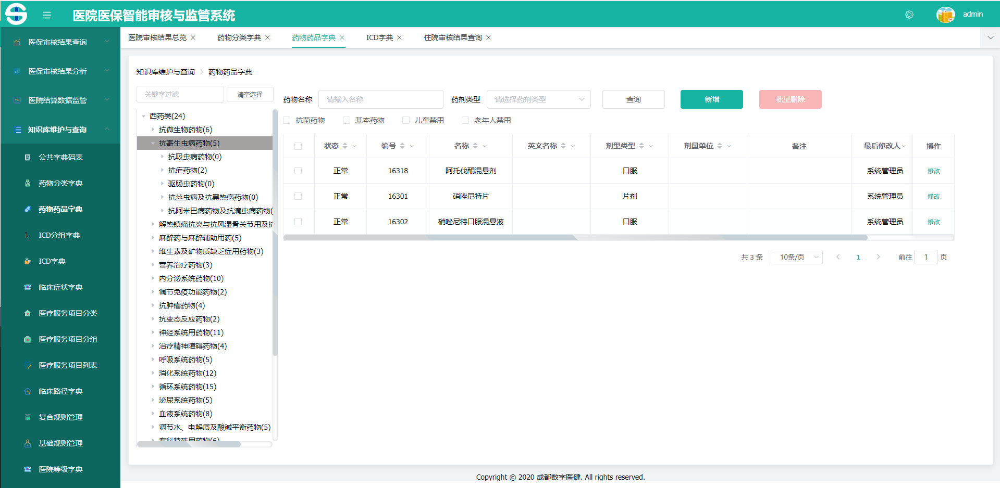 医院医保智能审核与监管系统
admin
医保审核结果查询
医保审核结果分析
医院结算数据监管
知识库维护与查询
公共字典码表
药物分类字典
药物药品字典
ICD分组字典
ICD字典
临床症状字典
医疗服务项目分类
医疗服务项目分组
医疗服务项目列表
临床路径字典
复合规则管理
基础规则管理
医院等级字典
医院审核结果总览 药物分类字典 药物药品字典 ICD字典 住院审核结果查询
知识库维护与查询 药物药品字典
关键字过滤 清空选择
西药类(24)
抗微生物药物(6)
抗寄生虫病药物(5)
抗吸虫病药物(0)
抗疟药物(2)
驱肠虫药物(0)
抗丝虫病及抗黑热病药物(0)
抗阿米巴病药物及抗滴虫病药物(
解热镇痛抗炎与抗风湿骨关节用及抗
麻醉药与麻醉辅助用药(5)
维生素及矿物质缺乏症用药物(3)
营养治疗药物(3)
内分泌系统药物(10)
调节免疫功能药物(2)
抗肿瘤药物(4)
抗变态反应药物(2)
神经系统用药物(11)
治疗精神障碍药物(4)
呼吸系统药物(5)
消化系统药物(12)
循环系统药物(15)
泌尿系统药物(5)
血液系统药物(8)
调节水、电解质及酸碱平衡药物(5)
专科特殊用药物(6)
药物名称 请输入名称 药剂类型 请选择药剂类型 查询 新增 批量删除
抗菌药物 基本药物 儿童禁用 老年人禁用
状态 编号 名称 英文名称 剂型类型 剂量单位 备注 最后修改人 操作
正常 16318 阿托伐醌混悬剂 口服 系统管理员 修改
正常 16301 硝唑尼特片 片剂 系统管理员 修改
正常 16302 硝唑尼特口服混悬液 口服 系统管理员 修改
共 3 条 10条/页 1 前往 1 页
Copyright © 2020 成都数字医健. All rights reserved.